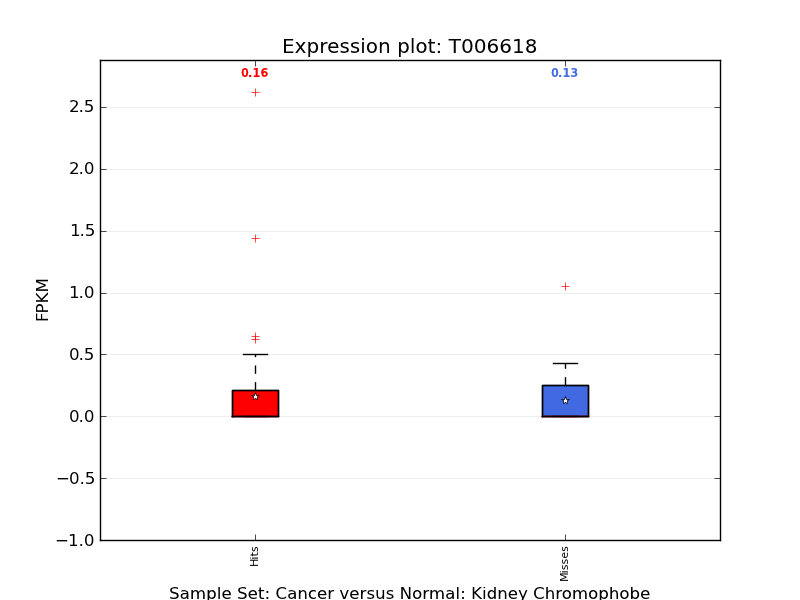 Expression plot: T006618
0.16
0.13
2.5
2.0
1.5
1.0
0.5
0.0
−0.5
−1.0
FPKM
Hits
Misses
Sample Set: Cancer versus Normal: Kidney Chromophobe